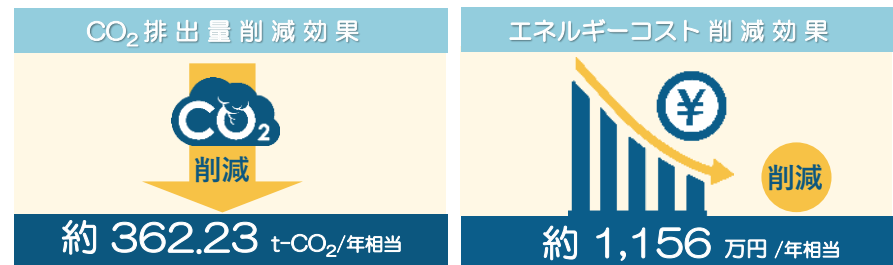 CO₂排出量削減効果
CO₂
削減
約 362.23 t-CO₂/年相当
エネルギーコスト削減効果
¥
削減
約 1,156 万円 /年相当